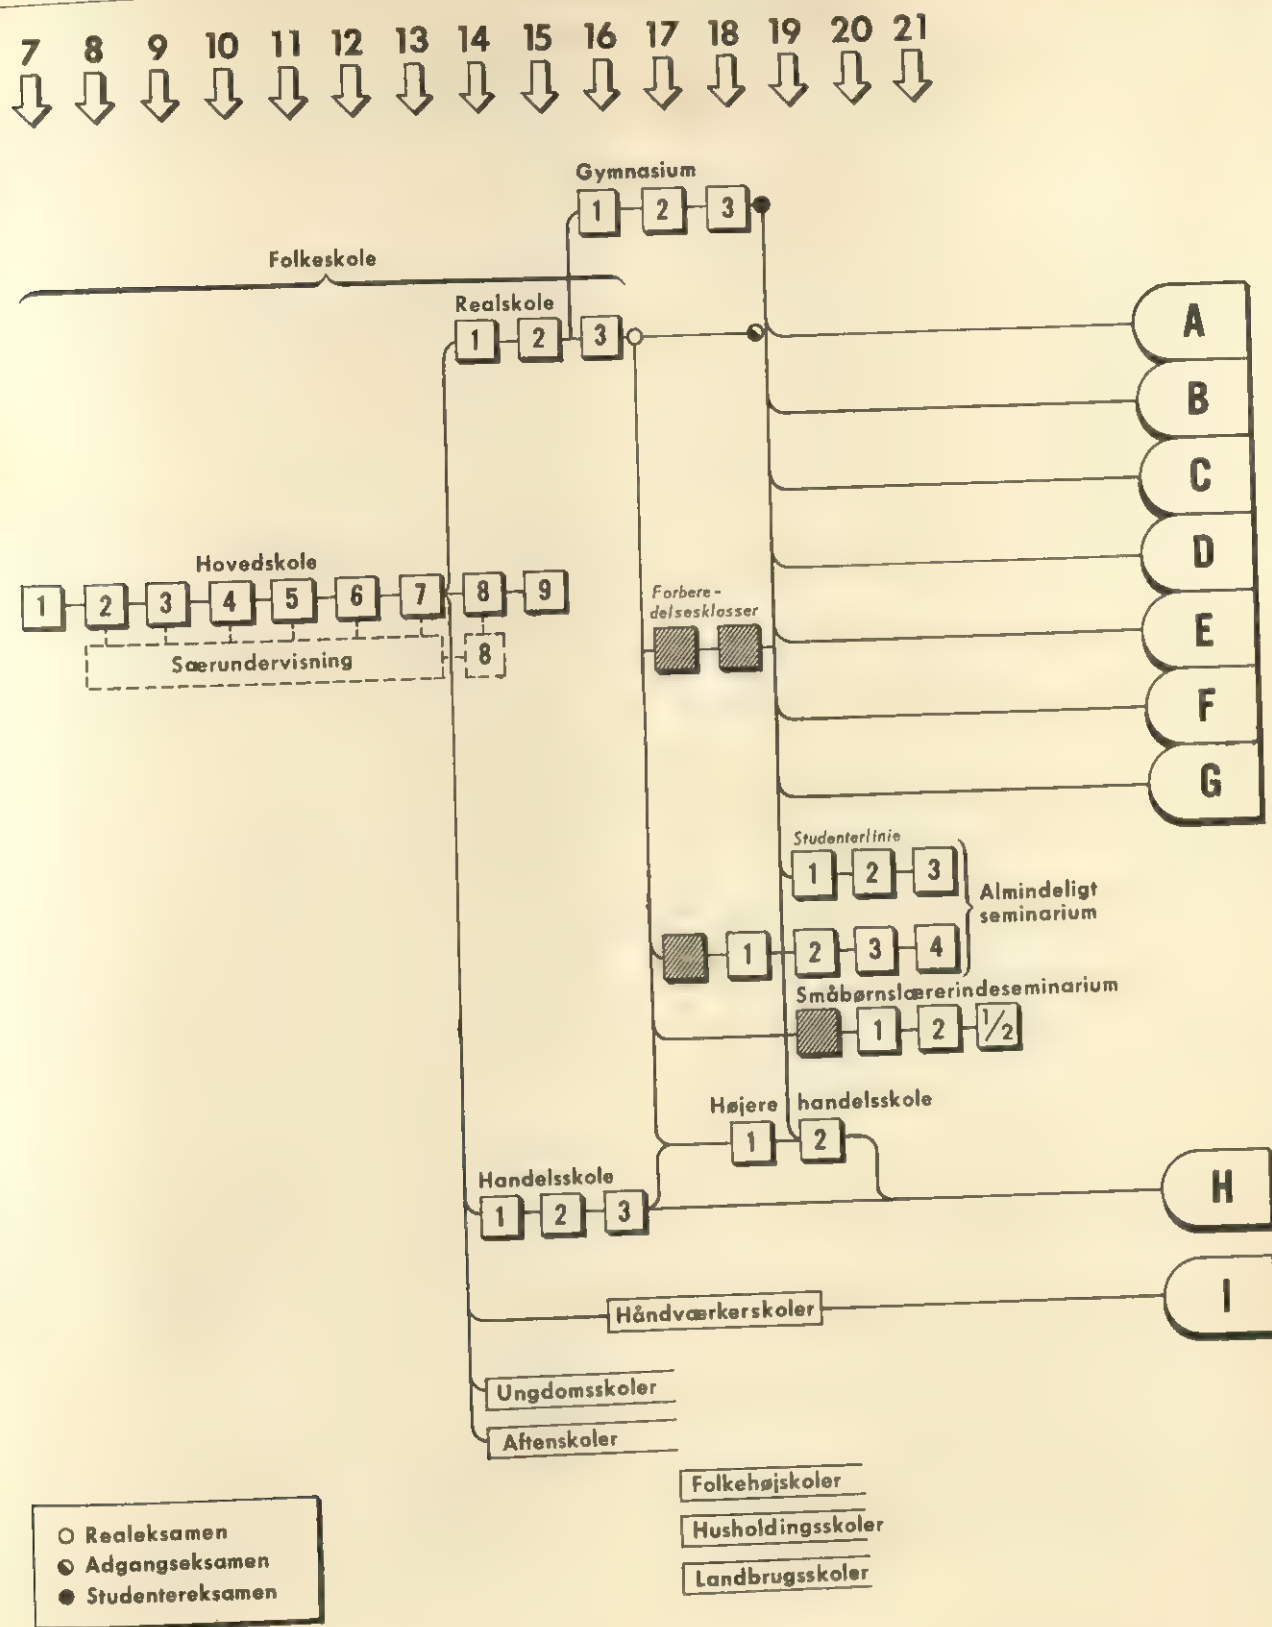 7 8 9 10 11 12 13 14 15 16 17 18 19 20 21
Gymnasium
1 2 3
Folkeskole
Realskole
1 2 3
A
B
C
D
E
F
G
Hovedskole
1 2 3 4 5 6 7 8 9
Særundervisning
8
Forbere-
delsesklasser
Studenterlinie
1 2 3
Almindeligt
seminarium
1 2 3 4
Småbørnslærerindeseminarium
1 2 1/2
Højere handelsskole
1 2
Handelsskole
1 2 3
H
Håndværkerskoler
I
Ungdomsskoler
Aftenskoler
Folkehøjskoler
Husholdingsskoler
Landbrugsskoler
Realeksamen
Adgangseksamen
Studentereksamen